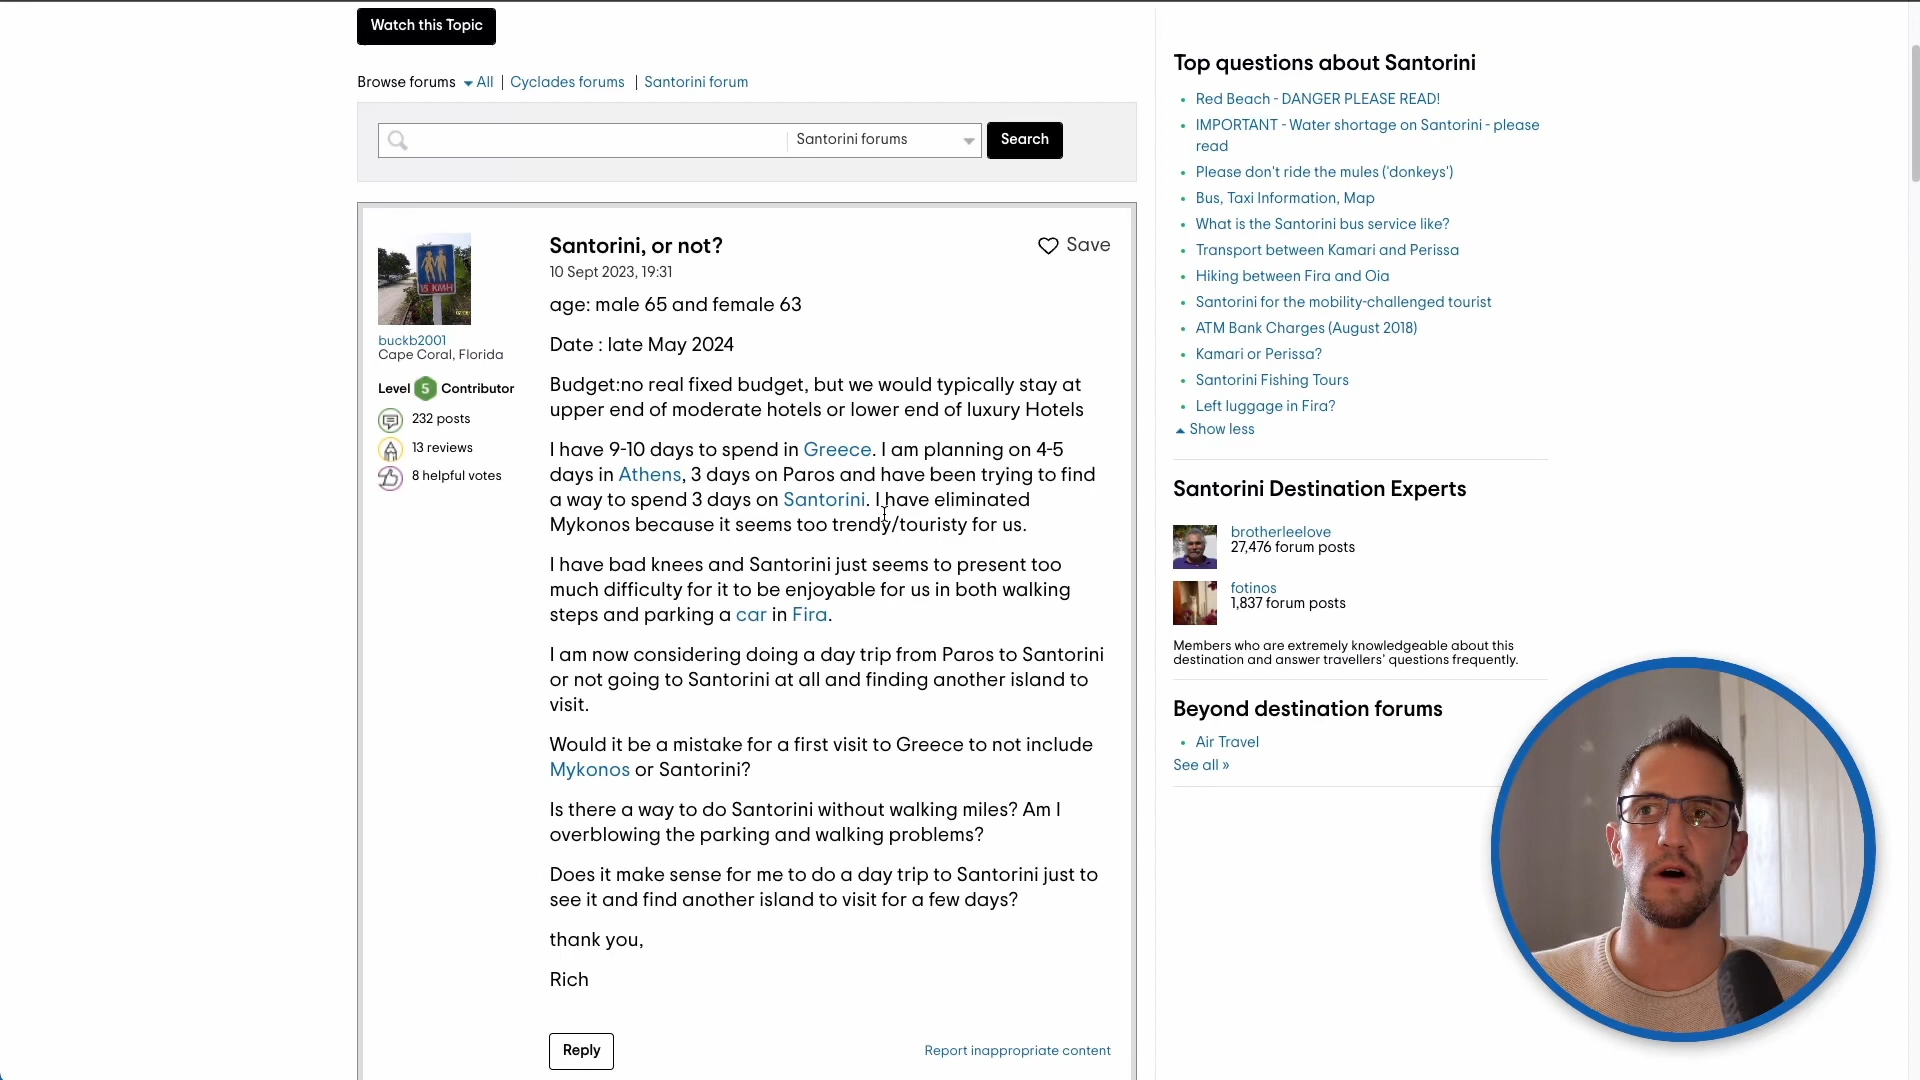 Watch this Topic
Browse forums All | Cyclades forums | Santorini forum
Santorini forums
Search
Santorini, or not?
Save
10 Sept 2023, 19:31
15 KMH
buckb2001
Cape Coral, Florida
Level 5 Contributor
232 posts
13 reviews
8 helpful votes
age: male 65 and female 63
Date : late May 2024
Budget:no real fixed budget, but we would typically stay at
upper end of moderate hotels or lower end of luxury Hotels
I have 9-10 days to spend in Greece. I am planning on 4-5
days in Athens, 3 days on Paros and have been trying to find
a way to spend 3 days on Santorini. I have eliminated
Mykonos because it seems too trendy/touristy for us.
I have bad knees and Santorini just seems to present too
much difficulty for it to be enjoyable for us in both walking
steps and parking a car in Fira.
I am now considering doing a day trip from Paros to Santorini
or not going to Santorini at all and finding another island to
visit.
Would it be a mistake for a first visit to Greece to not include
Mykonos or Santorini?
Is there a way to do Santorini without walking miles? Am I
overblowing the parking and walking problems?
Does it make sense for me to do a day trip to Santorini just to
see it and find another island to visit for a few days?
thank you,
Rich
Reply
Report inappropriate content
Top questions about Santorini
Red Beach - DANGER PLEASE READ!
IMPORTANT - Water shortage on Santorini - please
read
Please don't ride the mules ('donkeys')
Bus, Taxi Information, Map
What is the Santorini bus service like?
Transport between Kamari and Perissa
Hiking between Fira and Oia
Santorini for the mobility-challenged tourist
ATM Bank Charges (August 2018)
Kamari or Perissa?
Santorini Fishing Tours
Left luggage in Fira?
Show less
Santorini Destination Experts
brotherleelove
27,476 forum posts
fotinos
1,837 forum posts
Members who are extremely knowledgeable about this
destination and answer travellers' questions frequently.
Beyond destination forums
Air Travel
See all »